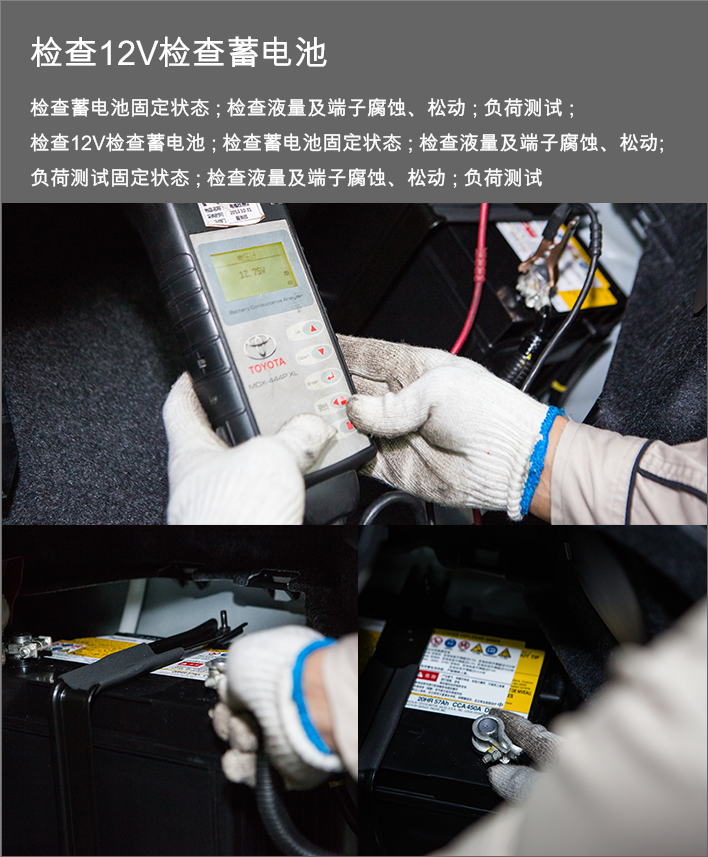 检查12V检查蓄电池
检查蓄电池固定状态；检查液量及端子腐蚀、松动；负荷测试；
检查12V检查蓄电池；检查蓄电池固定状态；检查液量及端子腐蚀、松动;
负荷测试固定状态；检查液量及端子腐蚀、松动；负荷测试
12.75V
Battery Conductance Analyzer
TOYOTA
MDX-444P XL
20HR 57Ah CCA 450A